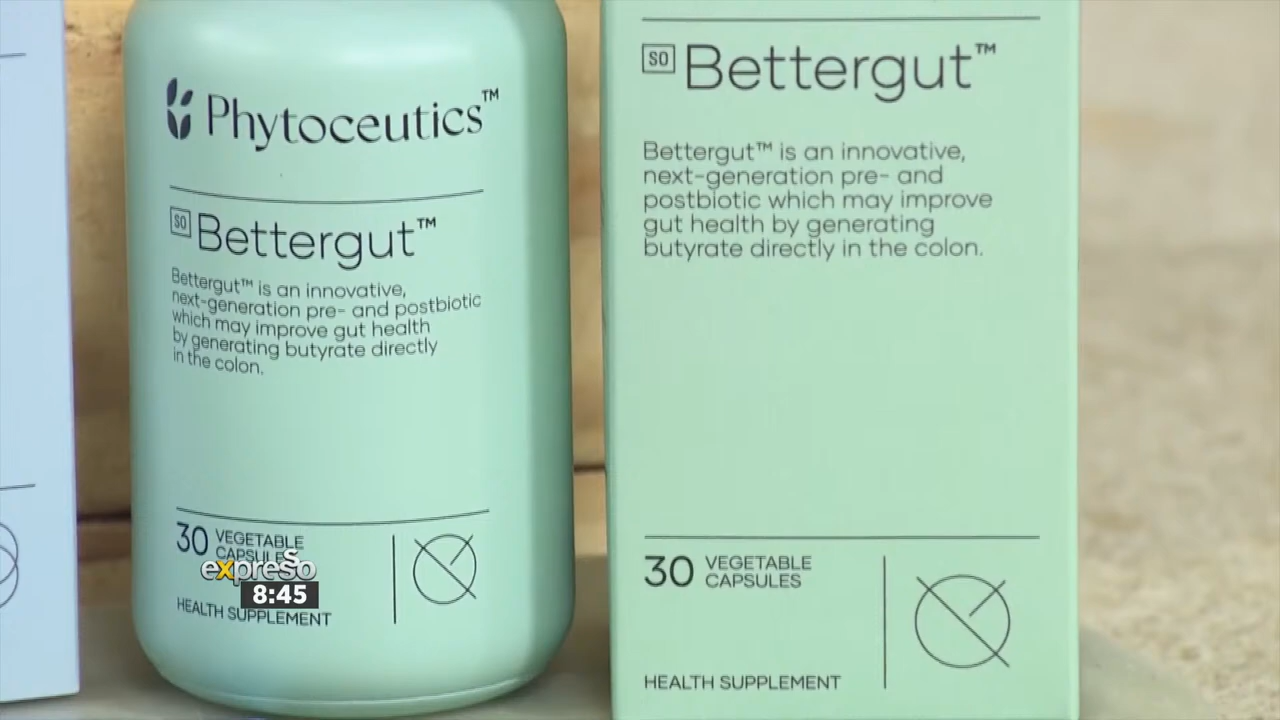 Phytoceutics™
SO Bettergut™
Bettergut™ is an innovative,
next-generation pre- and postbiotic
which may improve gut health
by generating butyrate directly
in the colon.
30 VEGETABLE
CAPSULES
HEALTH SUPPLEMENT
expresso
8:45
SO Bettergut™
Bettergut™ is an innovative,
next-generation pre- and
postbiotic which may improve
gut health by generating
butyrate directly in the colon.
30 VEGETABLE
CAPSULES
HEALTH SUPPLEMENT